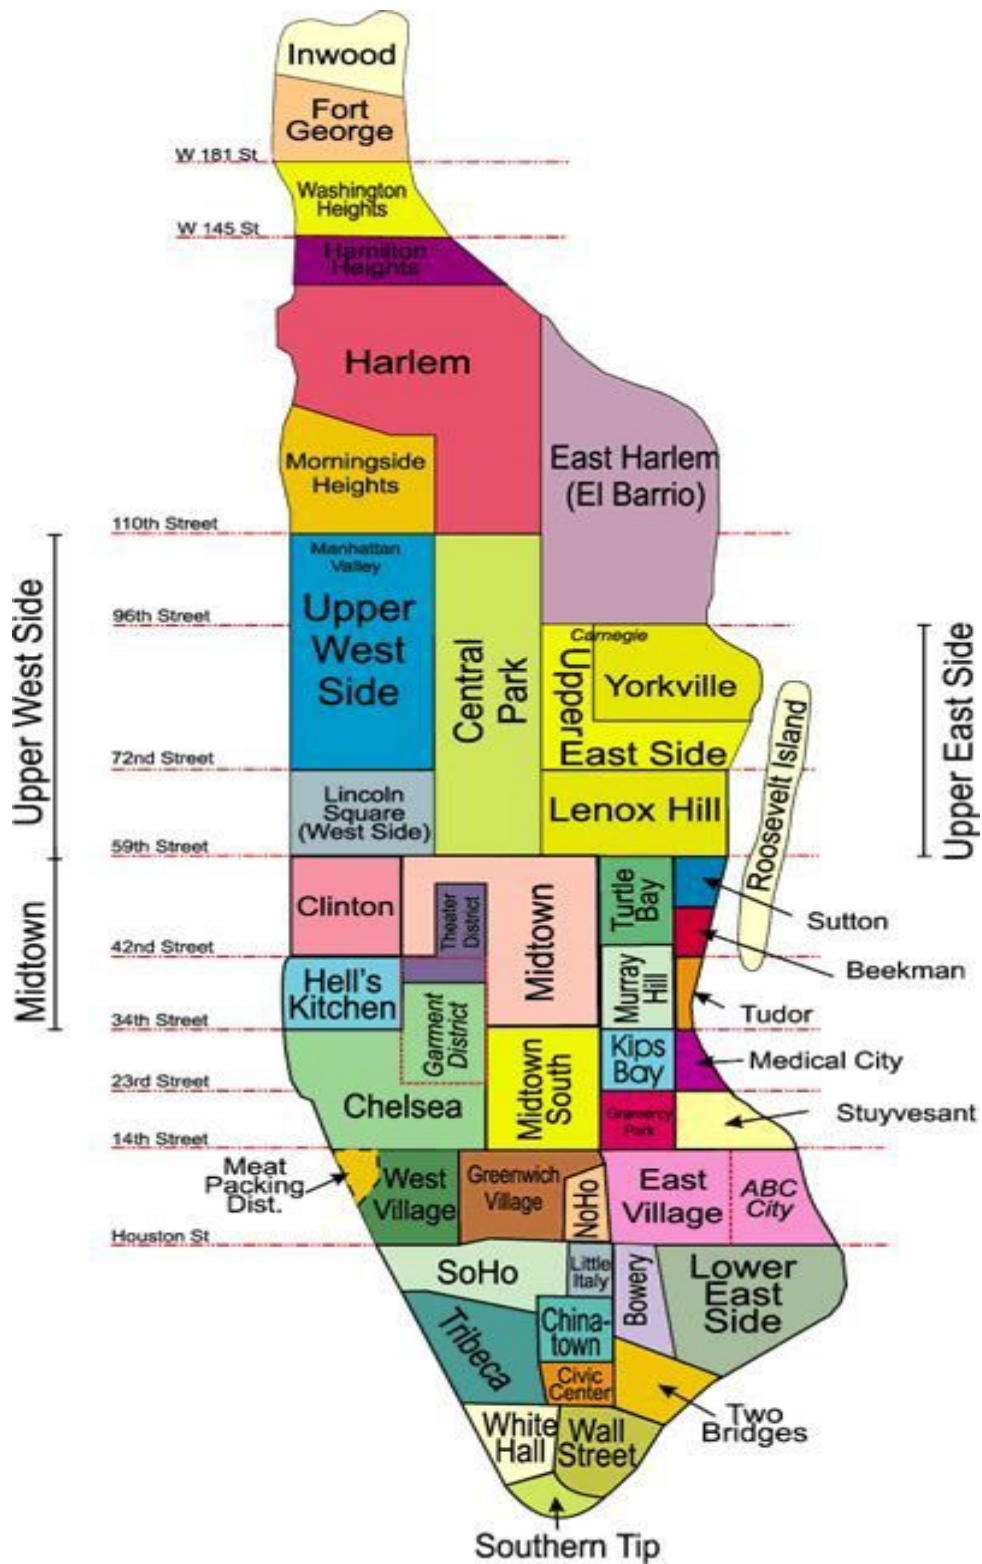 Inwood
Fort
George
W 181 St
Washington
Heights
W 145 St
Hamilton
Heights
Harlem
East Harlem
(El Barrio)
Morningside
Heights
110th Street
Manhattan
Valley
Upper
West
Side
Central
Park
96th Street
Carnegie
Upper
East Side
Yorkville
72nd Street
Lincoln
Square
(West Side)
Lenox Hill
59th Street
Upper West Side
Upper East Side
Roosevelt Island
Midtown
Clinton
Theater
District
Midtown
Turtle
Bay
Sutton
42nd Street
Beekman
Hell's
Kitchen
Murray
Hill
Tudor
34th Street
Garment
District
Kips
Bay
Medical City
23rd Street
Chelsea
Midtown
South
Gramercy
Park
Stuyvesant
14th Street
Meat
Packing
Dist.
West
Village
Greenwich
Village
NoHo
East
Village
ABC
City
Houston St
SoHo
Little
Italy
Bowery
Lower
East
Side
Tribeca
China-
town
Civic
Center
Two
Bridges
White
Hall
Wall
Street
Southern Tip